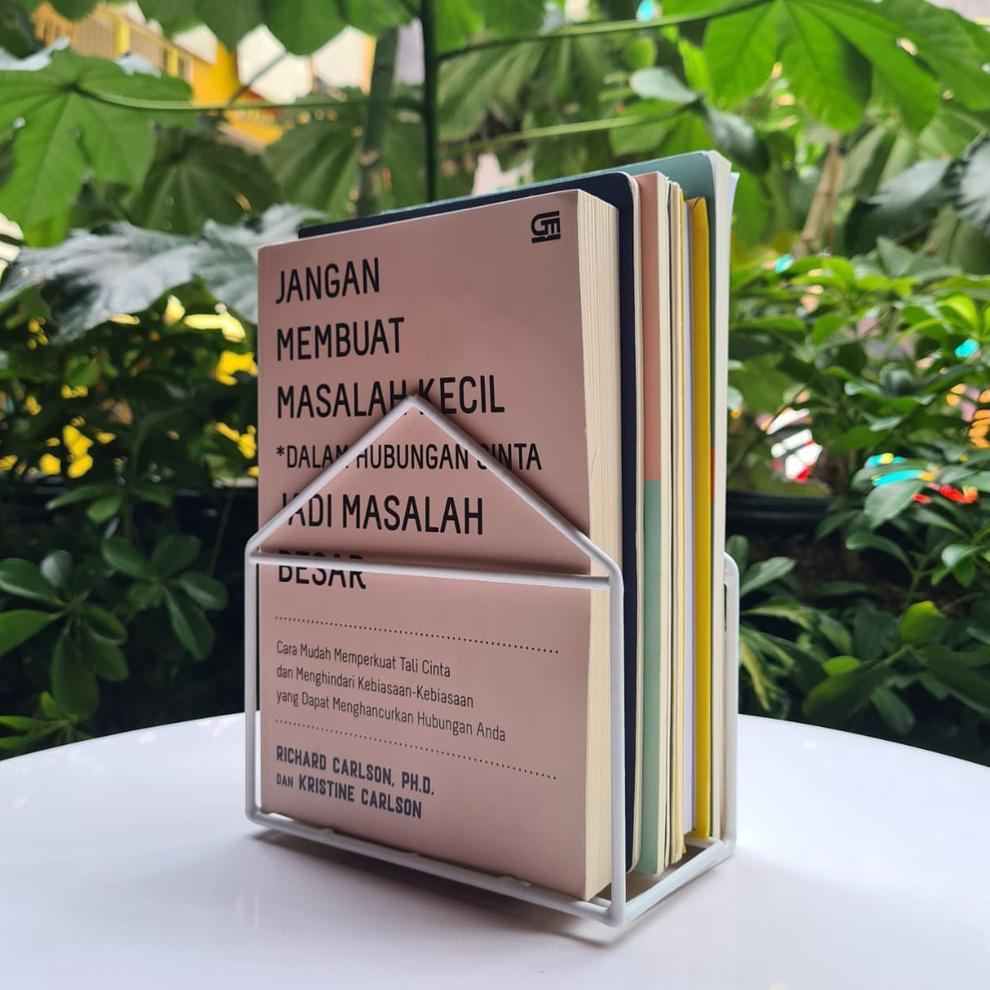 GM
JANGAN
MEMBUAT
MASALAH KECIL
*DALAM HUBUNGAN CINTA
JADI MASALAH
BESAR
Cara Mudah Memperkuat Tali Cinta
dan Menghindari Kebiasaan-Kebiasaan
yang Dapat Menghancurkan Hubungan Anda
RICHARD CARLSON, PH.D.
DAN KRISTINE CARLSON